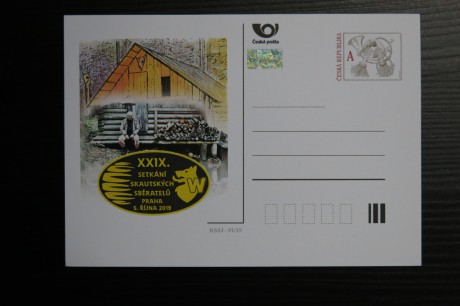 Česká pošta
ČESKÁ REPUBLIKA
A
XXIX.
SETKÁNÍ
SKAUTSKÝCH
SBĚRATELŮ
PRAHA
5. ŘÍJNA 2019
W